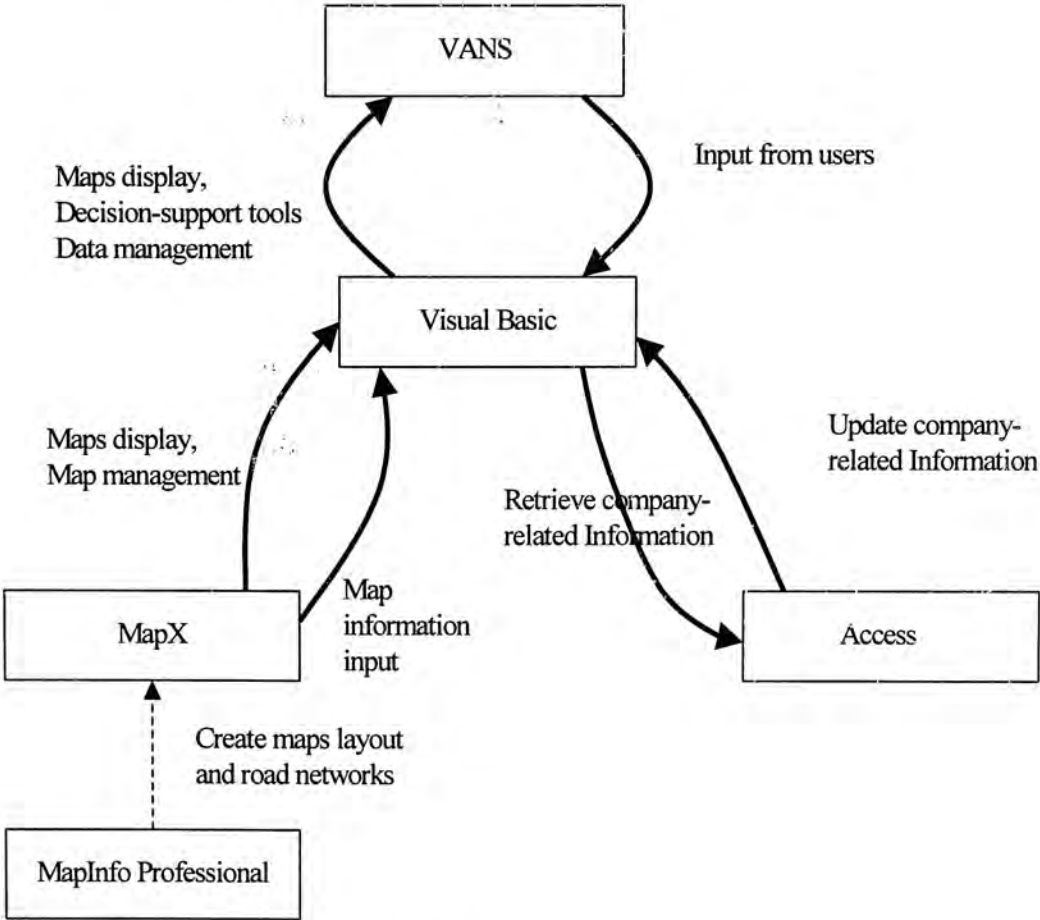 VANS
Input from users
Maps display,
Decision-support tools
Data management
Visual Basic
Maps display,
Map management
Update company-
related Information
Retrieve company-
related Information
Map
information
input
MapX
Access
Create maps layout
and road networks
MapInfo Professional